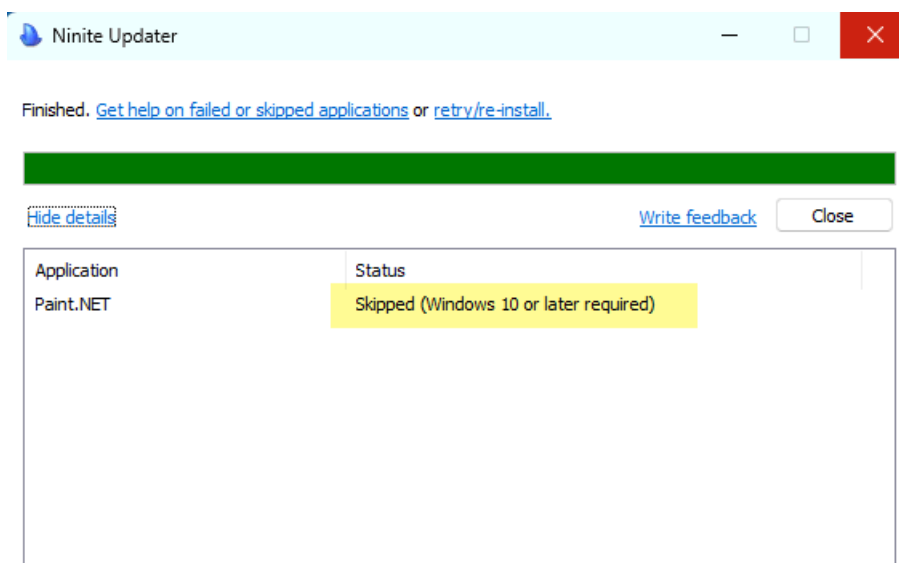 Ninite Updater
Finished. Get help on failed or skipped applications or retry/re-install.
Hide details
Write feedback
Close
Application Status
Paint.NET Skipped (Windows 10 or later required)